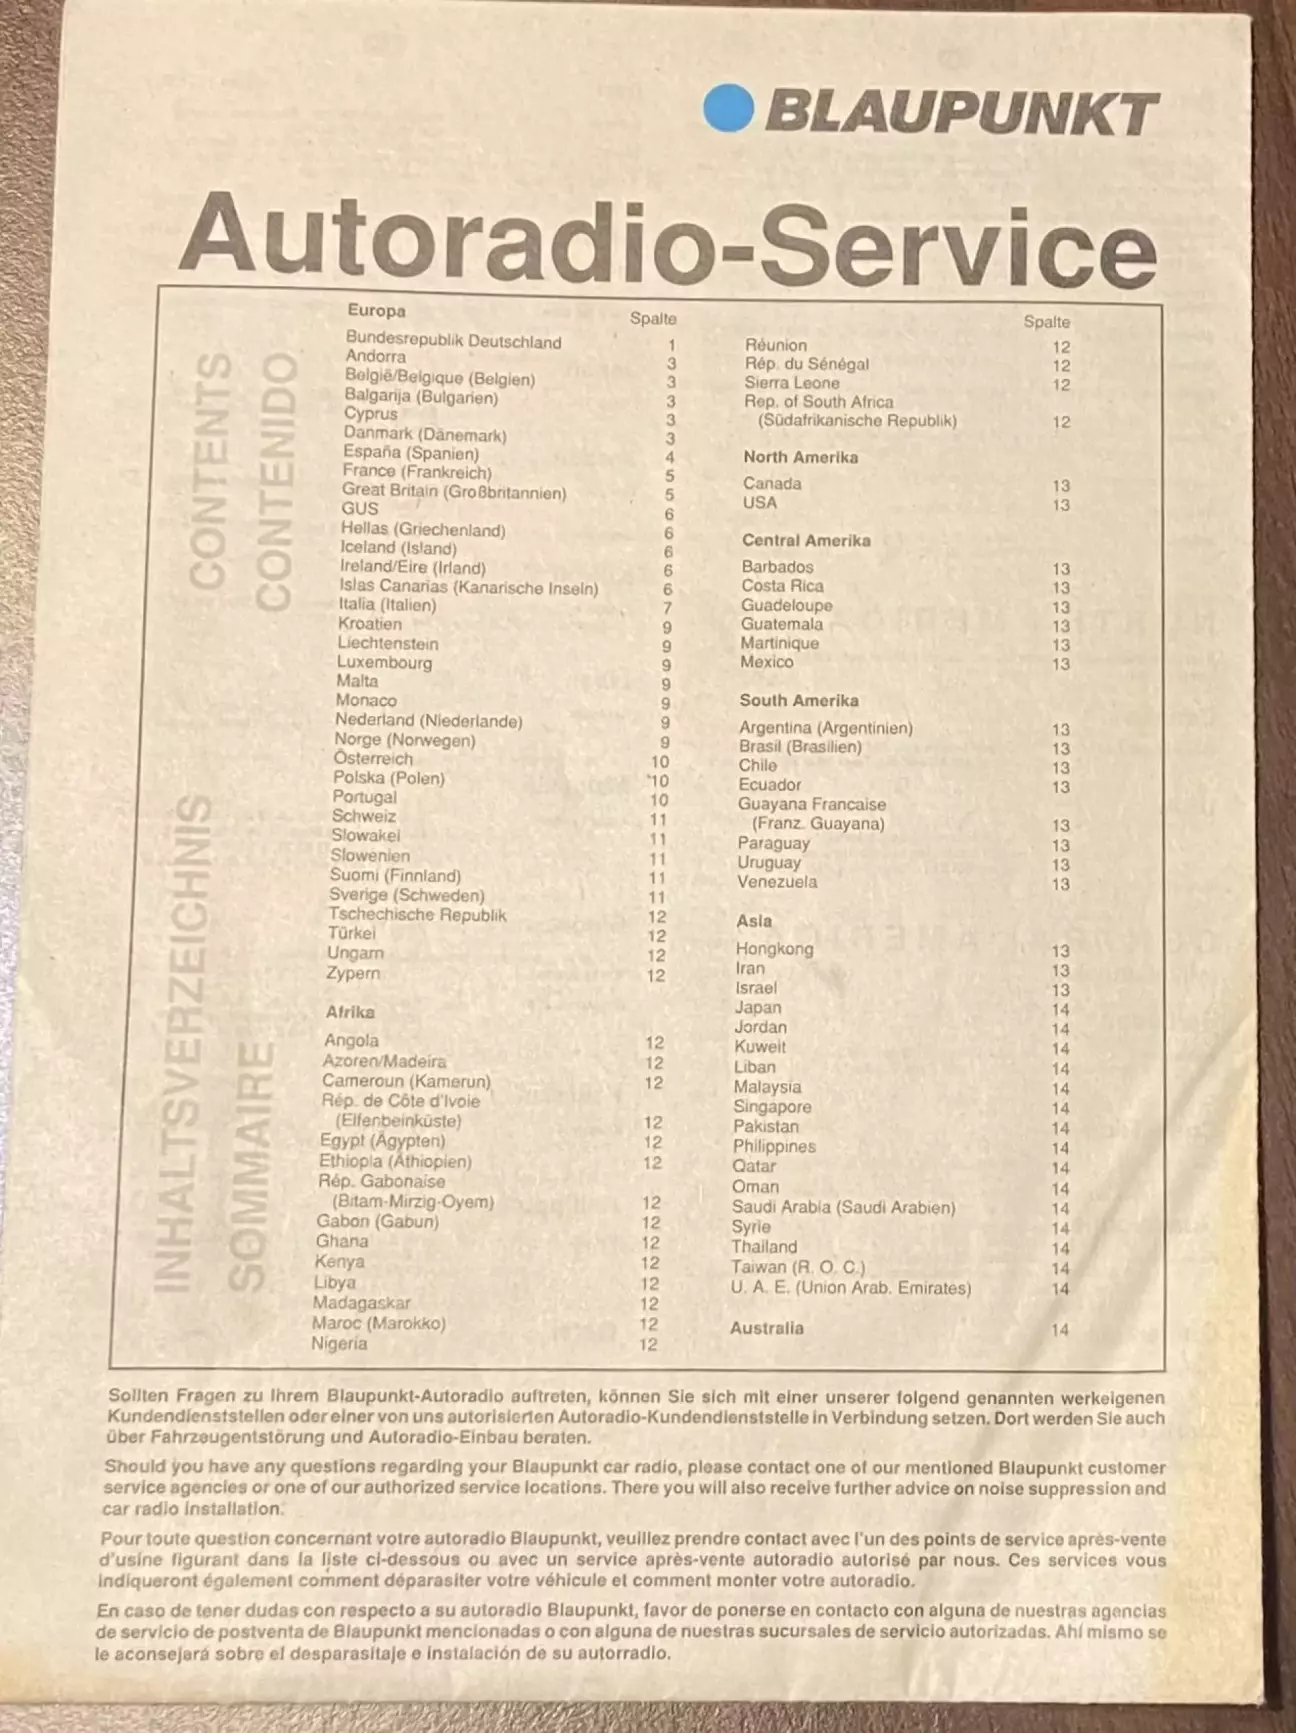 BLAUPUNKT
Autoradio-Service
CONTENTS
CONTENIDO
INHALTSVERZEICHNIS
SOMMAIRE
Europa
Spalte
Bundesrepublik Deutschland 1
Andorra 3
België/Belgique (Belgien) 3
Balgarija (Bulgarien) 3
Cyprus 3
Danmark (Dänemark) 3
España (Spanien) 4
France (Frankreich) 5
Great Britain (Großbritannien) 5
GUS 6
Hellas (Griechenland) 6
Iceland (Island) 6
Ireland/Eire (Irland) 6
Islas Canarias (Kanarische Inseln) 6
Italia (Italien) 7
Kroatien 9
Liechtenstein 9
Luxembourg 9
Malta 9
Monaco 9
Nederland (Niederlande) 9
Norge (Norwegen) 9
Österreich 10
Polska (Polen) 10
Portugal 10
Schweiz 11
Slowakei 11
Slowenien 11
Suomi (Finnland) 11
Sverige (Schweden) 11
Tschechische Republik 12
Türkei 12
Ungarn 12
Zypern 12
Afrika
Angola 12
Azoren/Madeira 12
Cameroun (Kamerun) 12
Rép. de Côte d'Ivoie
(Elfenbeinküste) 12
Egypt (Ägypten) 12
Ethiopia (Äthiopien) 12
Rép. Gabonaise
(Bitam-Mirzig-Oyem) 12
Gabon (Gabun) 12
Ghana 12
Kenya 12
Libya 12
Madagaskar 12
Maroc (Marokko) 12
Nigeria 12
Spalte
Réunion 12
Rép. du Sénégal 12
Sierra Leone 12
Rep. of South Africa
(Südafrikanische Republik) 12
North Amerika
Canada 13
USA 13
Central Amerika
Barbados 13
Costa Rica 13
Guadeloupe 13
Guatemala 13
Martinique 13
Mexico 13
South Amerika
Argentina (Argentinien) 13
Brasil (Brasilien) 13
Chile 13
Ecuador 13
Guayana Francaise
(Franz. Guayana) 13
Paraguay 13
Uruguay 13
Venezuela 13
Asia
Hongkong 13
Iran 13
Israel 13
Japan 14
Jordan 14
Kuweit 14
Liban 14
Malaysia 14
Singapore 14
Pakistan 14
Philippines 14
Qatar 14
Oman 14
Saudi Arabia (Saudi Arabien) 14
Syrie 14
Thailand 14
Taiwan (R. O. C.) 14
U. A. E. (Union Arab. Emirates) 14
Australia 14
Sollten Fragen zu Ihrem Blaupunkt-Autoradio auftreten, können Sie sich mit einer unserer folgend genannten werkeigenen
Kundendienststellen oder einer von uns autorisierten Autoradio-Kundendienststelle in Verbindung setzen. Dort werden Sie auch
über Fahrzeugentstörung und Autoradio-Einbau beraten.
Should you have any questions regarding your Blaupunkt car radio, please contact one of our mentioned Blaupunkt customer
service agencies or one of our authorized service locations. There you will also receive further advice on noise suppression and
car radio installation.
Pour toute question concernant votre autoradio Blaupunkt, veuillez prendre contact avec l'un des points de service après-vente
d'usine figurant dans la liste ci-dessous ou avec un service après-vente autoradio autorisé par nous. Ces services vous
indiqueront également comment déparasiter votre véhicule et comment monter votre autoradio.
En caso de tener dudas con respecto a su autoradio Blaupunkt, favor de ponerse en contacto con alguna de nuestras agencias
de servicio de postventa de Blaupunkt mencionadas o con alguna de nuestras sucursales de servicio autorizadas. Ahí mismo se
le aconsejará sobre el desparasitaje e instalación de su autorradio.